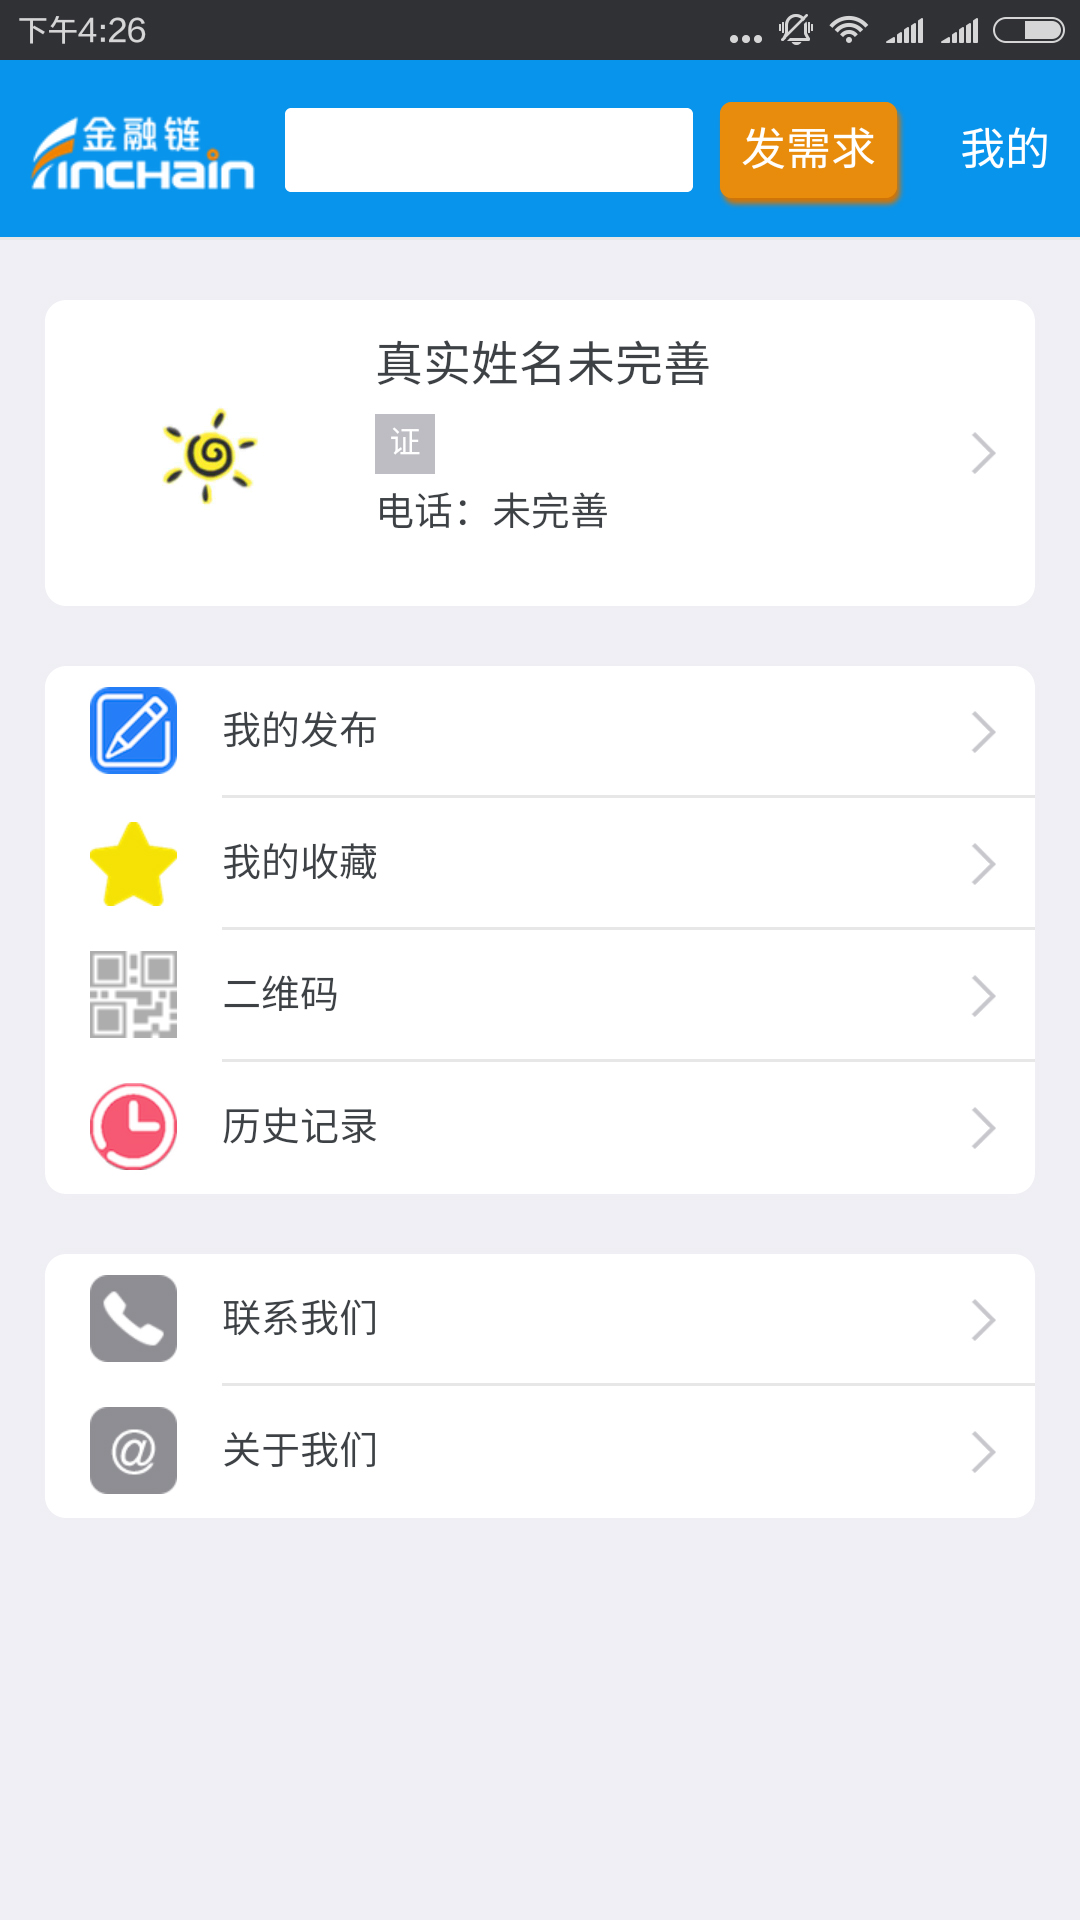 下午4:26
金融链
inchain
发需求
我的
真实姓名未完善
证
电话：未完善
我的发布
我的收藏
二维码
历史记录
联系我们
@ 关于我们